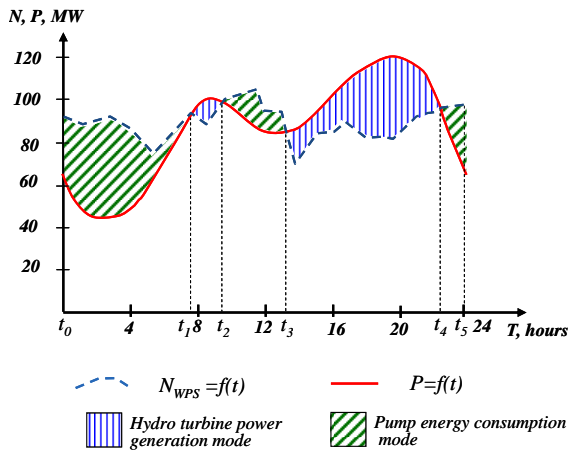 N, P, MW
120
100
80
60
40
20
t0 4 t1 8 t2 12 t3 16 20 t4 t5 24 T, hours
NWPS =f(t) P=f(t)
Hydro turbine power
generation mode
Pump energy consumption
mode